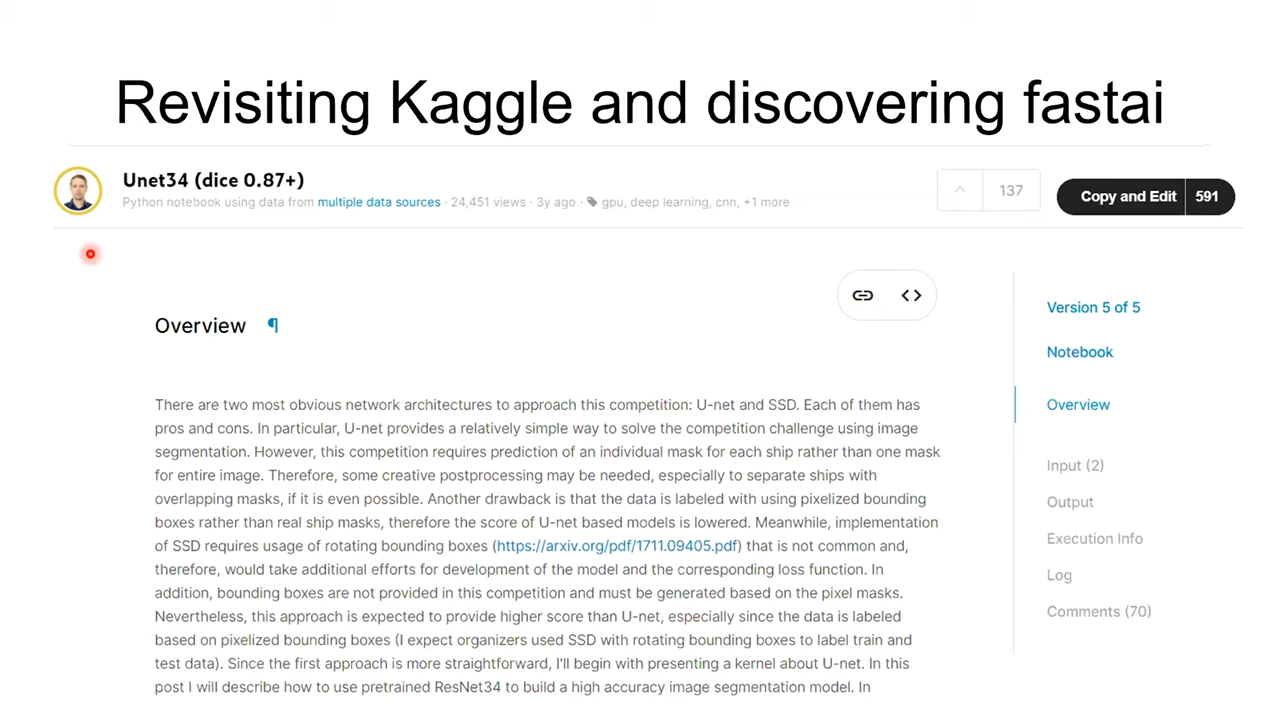 Revisiting Kaggle and discovering fastai
Unet34 (dice 0.87+)
Python notebook using data from multiple data sources · 24,451 views · 3y ago · gpu, deep learning, cnn, +1 more
137
Copy and Edit 591
Overview ¶
There are two most obvious network architectures to approach this competition: U-net and SSD. Each of them has
pros and cons. In particular, U-net provides a relatively simple way to solve the competition challenge using image
segmentation. However, this competition requires prediction of an individual mask for each ship rather than one mask
for entire image. Therefore, some creative postprocessing may be needed, especially to separate ships with
overlapping masks, if it is even possible. Another drawback is that the data is labeled with using pixelized bounding
boxes rather than real ship masks, therefore the score of U-net based models is lowered. Meanwhile, implementation
of SSD requires usage of rotating bounding boxes (https://arxiv.org/pdf/1711.09405.pdf) that is not common and,
therefore, would take additional efforts for development of the model and the corresponding loss function. In
addition, bounding boxes are not provided in this competition and must be generated based on the pixel masks.
Nevertheless, this approach is expected to provide higher score than U-net, especially since the data is labeled
based on pixelized bounding boxes (I expect organizers used SSD with rotating bounding boxes to label train and
test data). Since the first approach is more straightforward, I'll begin with presenting a kernel about U-net. In this
post I will describe how to use pretrained ResNet34 to build a high accuracy image segmentation model. In
Version 5 of 5
Notebook
Overview
Input (2)
Output
Execution Info
Log
Comments (70)